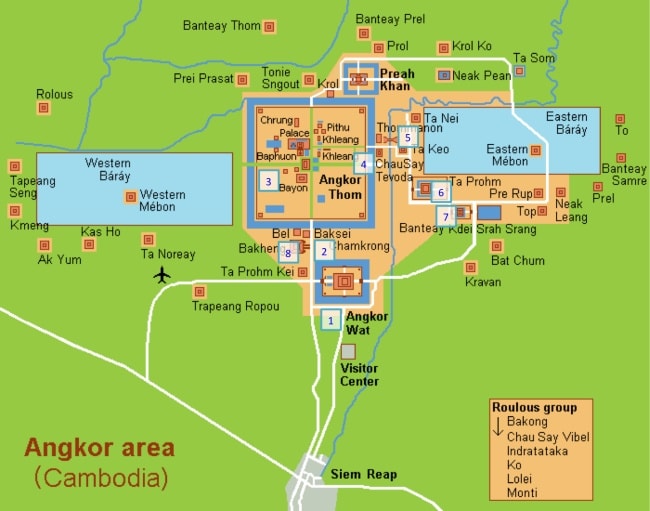 Banteay Prel
Banteay Thom
Prol
Krol Ko
Ta Som
Tonie
Sngout
Prei Prasat
Krol
Preah
Khan
Neak Pean
Rolous
Chrung
Palace
Pithu
Khleang
Baphuon
Khlean
Bayon
Angkor
Thom
Ta Nei
Thommanon
Ta Keo
ChauSay
Tevoda
Eastern
Báráy
Eastern
Mébon
To
Banteay
Samre
Prel
Western
Báráy
Western
Mébon
Tapeang
Seng
Kmeng
Ak Yum
Kas Ho
Ta Noreay
Ta Prohm
Pre Rup
Neak
Leang
Top
Banteay Kdei
Srah Srang
Bat Chum
Kravan
Bei
Baksei
Chamkrong
Bakheng
Ta Prohm Kei
Trapeang Ropou
Angkor
Wat
Visitor
Center
Siem Reap
1
2
3
4
5
6
7
8
Angkor area
(Cambodia)
Roulous group
Bakong
Chau Say Vibel
Indratataka
Ko
Lolei
Monti